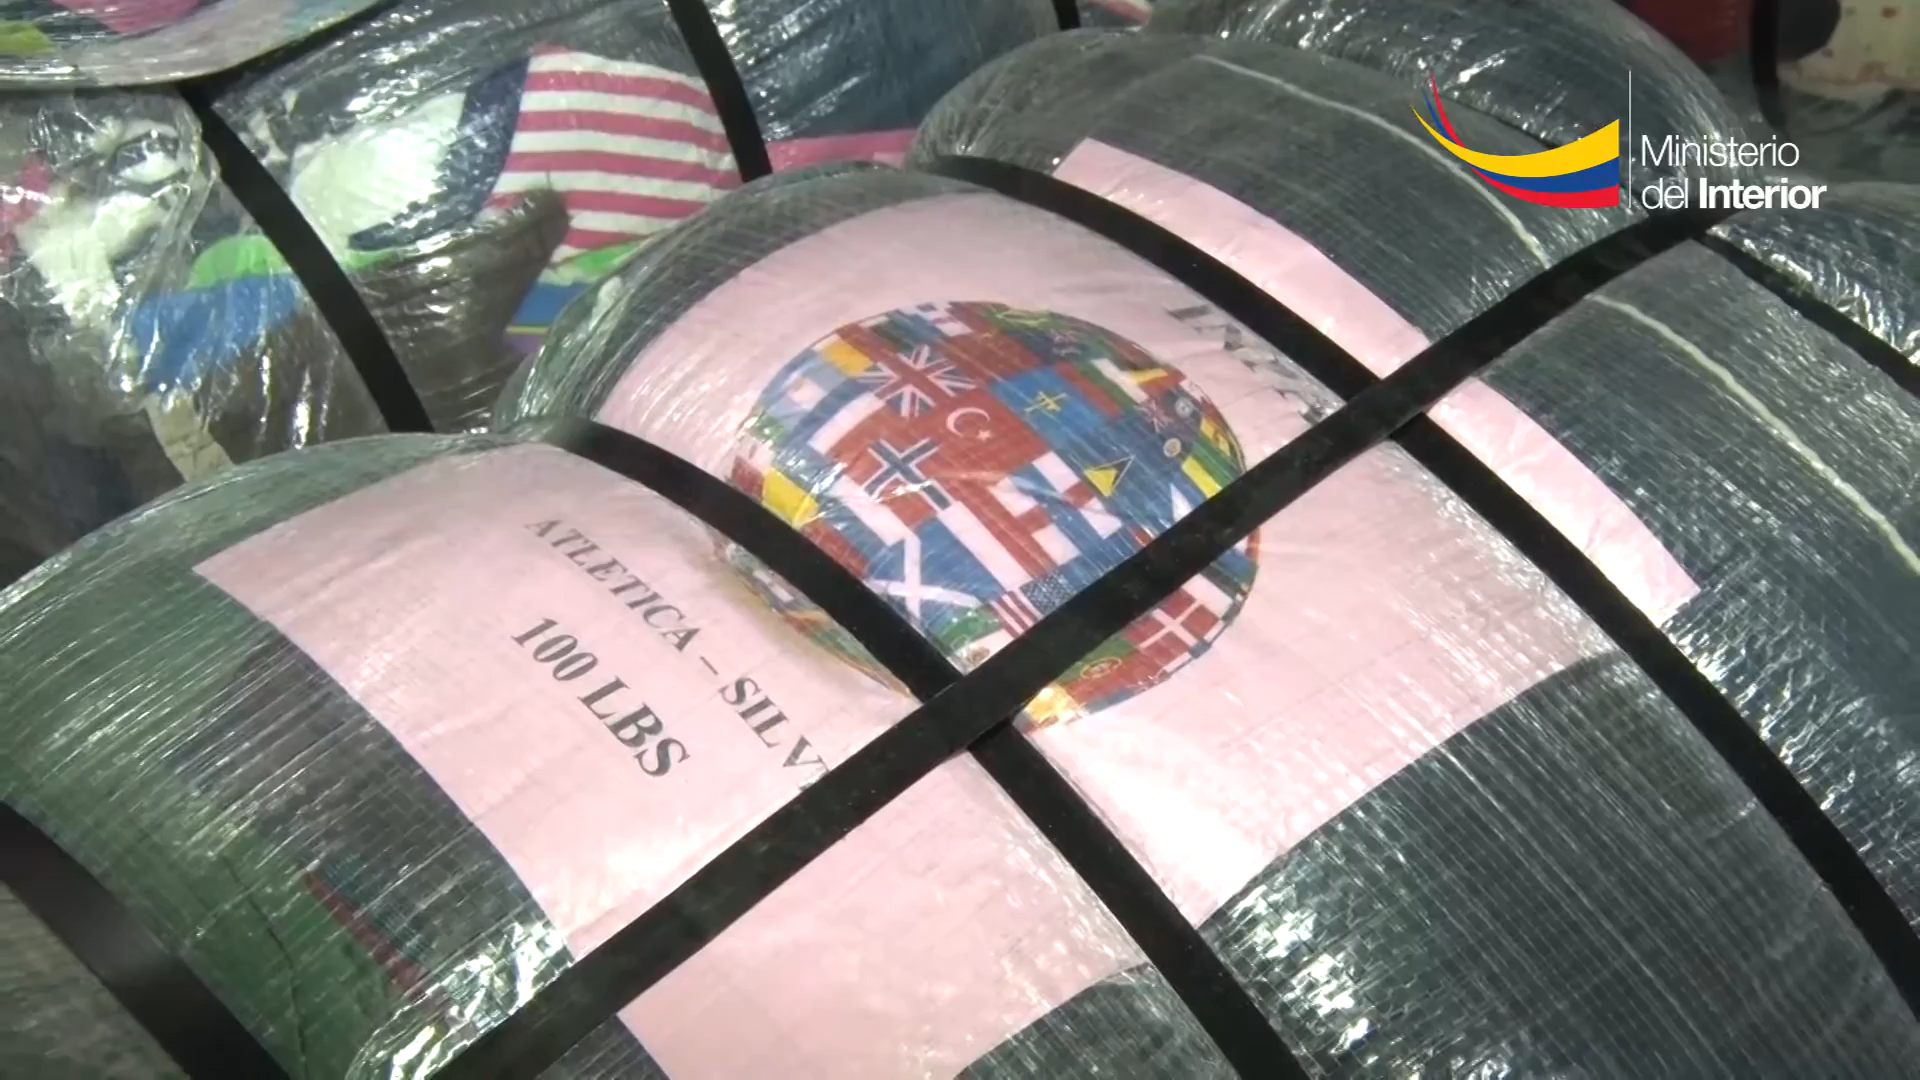 Ministerio
del Interior
ATLETICA – SILV
100 LBS